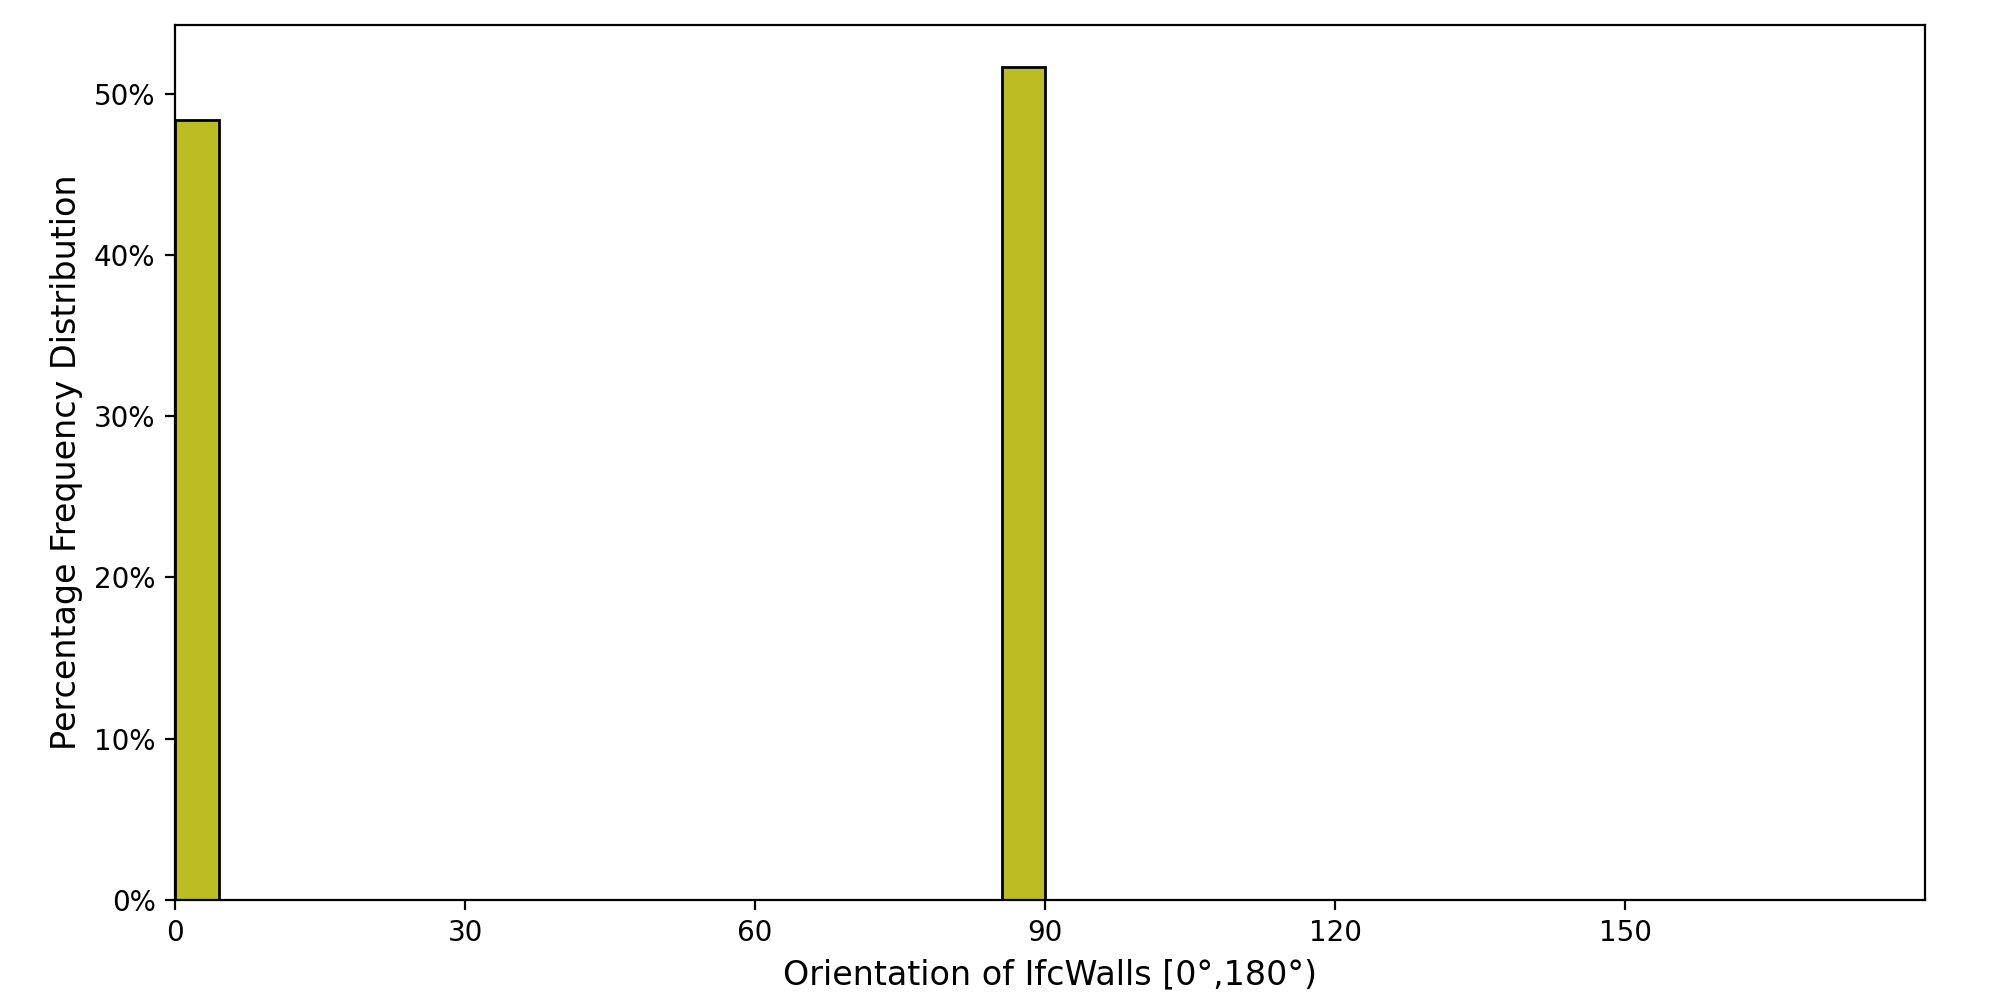 Percentage Frequency Distribution
50%
40%
30%
20%
10%
0%
0 30 60 90 120 150
Orientation of IfcWalls [0°,180°)